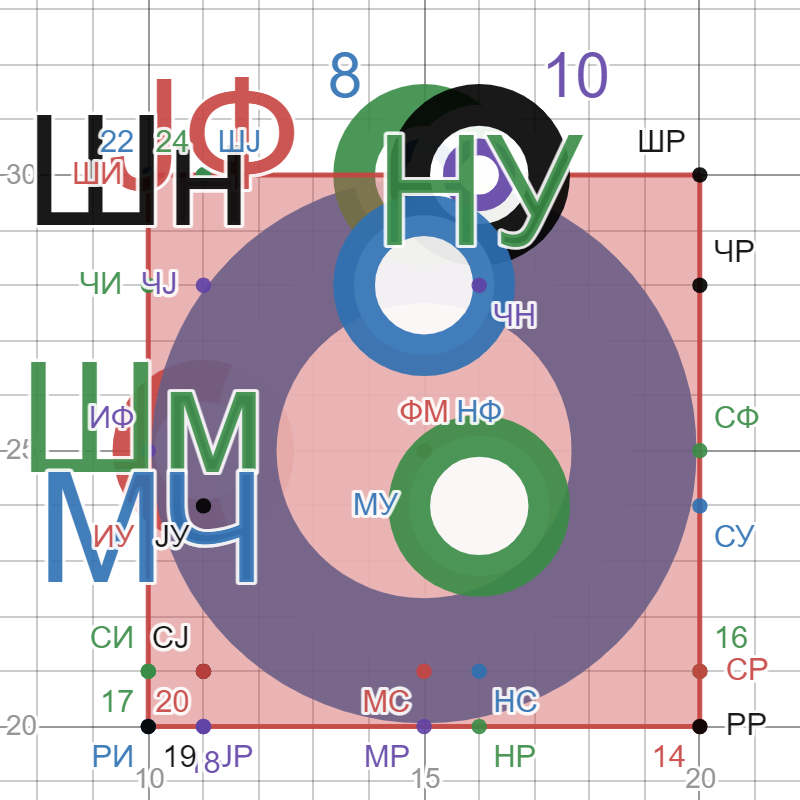 8 10
ЈФ
22 24 ШЈ ШР
30 ШИ ШН НУ
ЧИ ЧЈ ЧН ЧР
ШМ
ИФ ФМ НФ СФ
25
МЧ МУ
ИУ ЈУ СУ
СИ СЈ 16
СР
17 20 МС НС
20 РР
РИ 19 18 ЈР МР НР 14
10 15 20